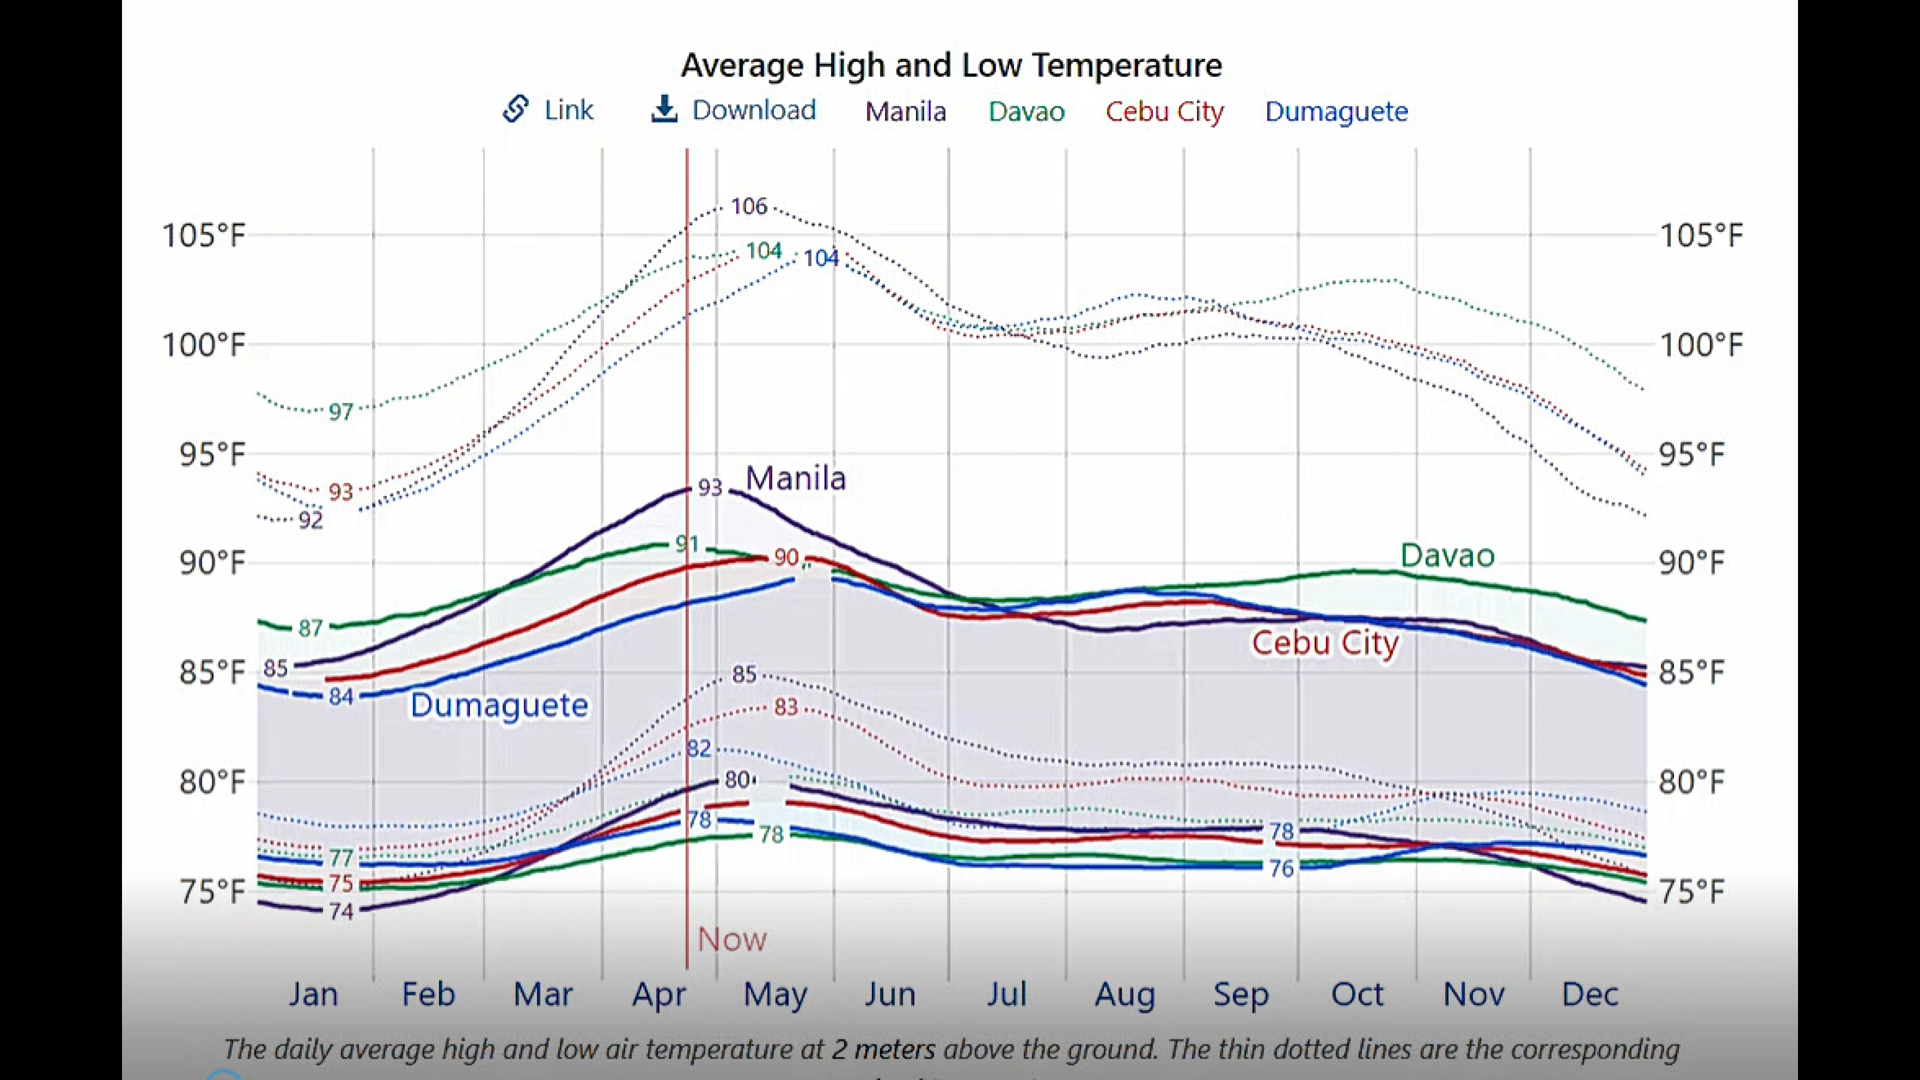 Average High and Low Temperature
Link Download Manila Davao Cebu City Dumaguete
106
105°F 105°F
104
104
100°F 100°F
97
95°F 95°F
93
92
Manila
93
91
90
Davao
90°F 90°F
87
85
Cebu City
85°F 85°F
84
85
Dumaguete
83
82
80
80°F 80°F
78
78
78
77
76
75
75°F 75°F
74
Now
Jan Feb Mar Apr May Jun Jul Aug Sep Oct Nov Dec
The daily average high and low air temperature at 2 meters above the ground. The thin dotted lines are the corresponding